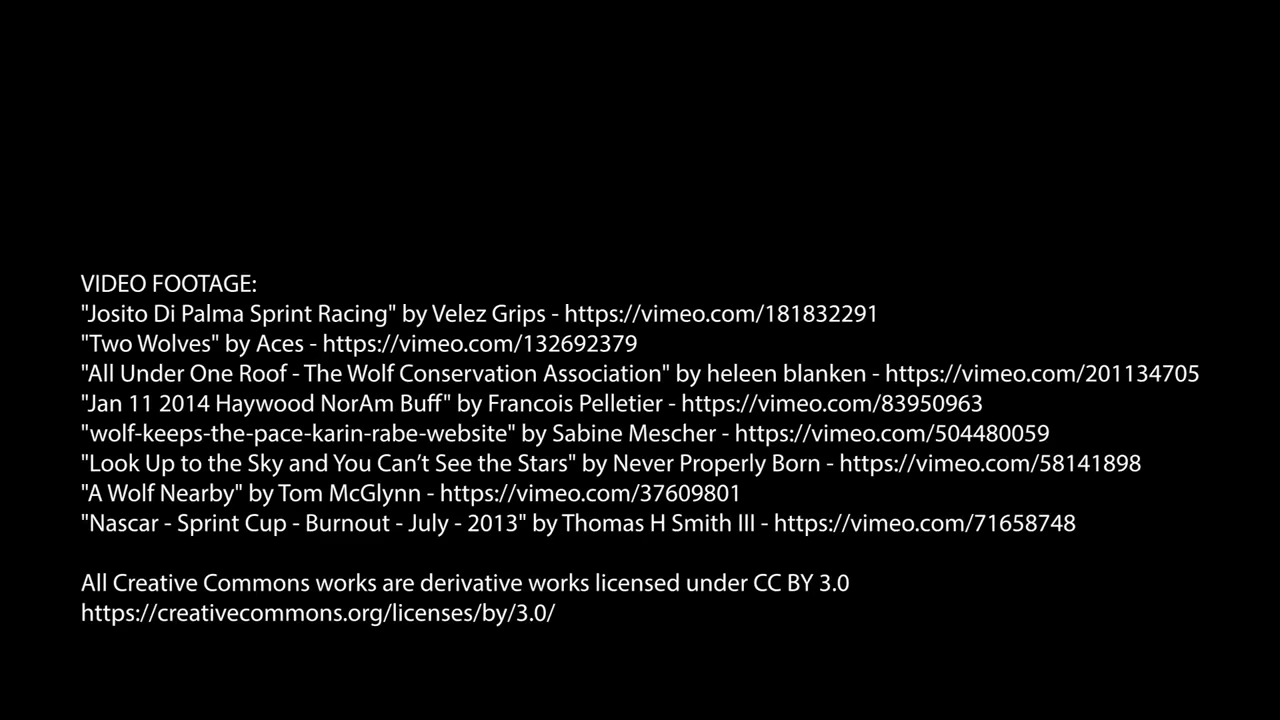 VIDEO FOOTAGE:
"Josito Di Palma Sprint Racing" by Velez Grips - https://vimeo.com/181832291
"Two Wolves" by Aces - https://vimeo.com/132692379
"All Under One Roof - The Wolf Conservation Association" by heleen blanken - https://vimeo.com/201134705
"Jan 11 2014 Haywood NorAm Buff" by Francois Pelletier - https://vimeo.com/83950963
"wolf-keeps-the-pace-karin-rabe-website" by Sabine Mescher - https://vimeo.com/504480059
"Look Up to the Sky and You Can’t See the Stars" by Never Properly Born - https://vimeo.com/58141898
"A Wolf Nearby" by Tom McGlynn - https://vimeo.com/37609801
"Nascar - Sprint Cup - Burnout - July - 2013" by Thomas H Smith III - https://vimeo.com/71658748
All Creative Commons works are derivative works licensed under CC BY 3.0
https://creativecommons.org/licenses/by/3.0/